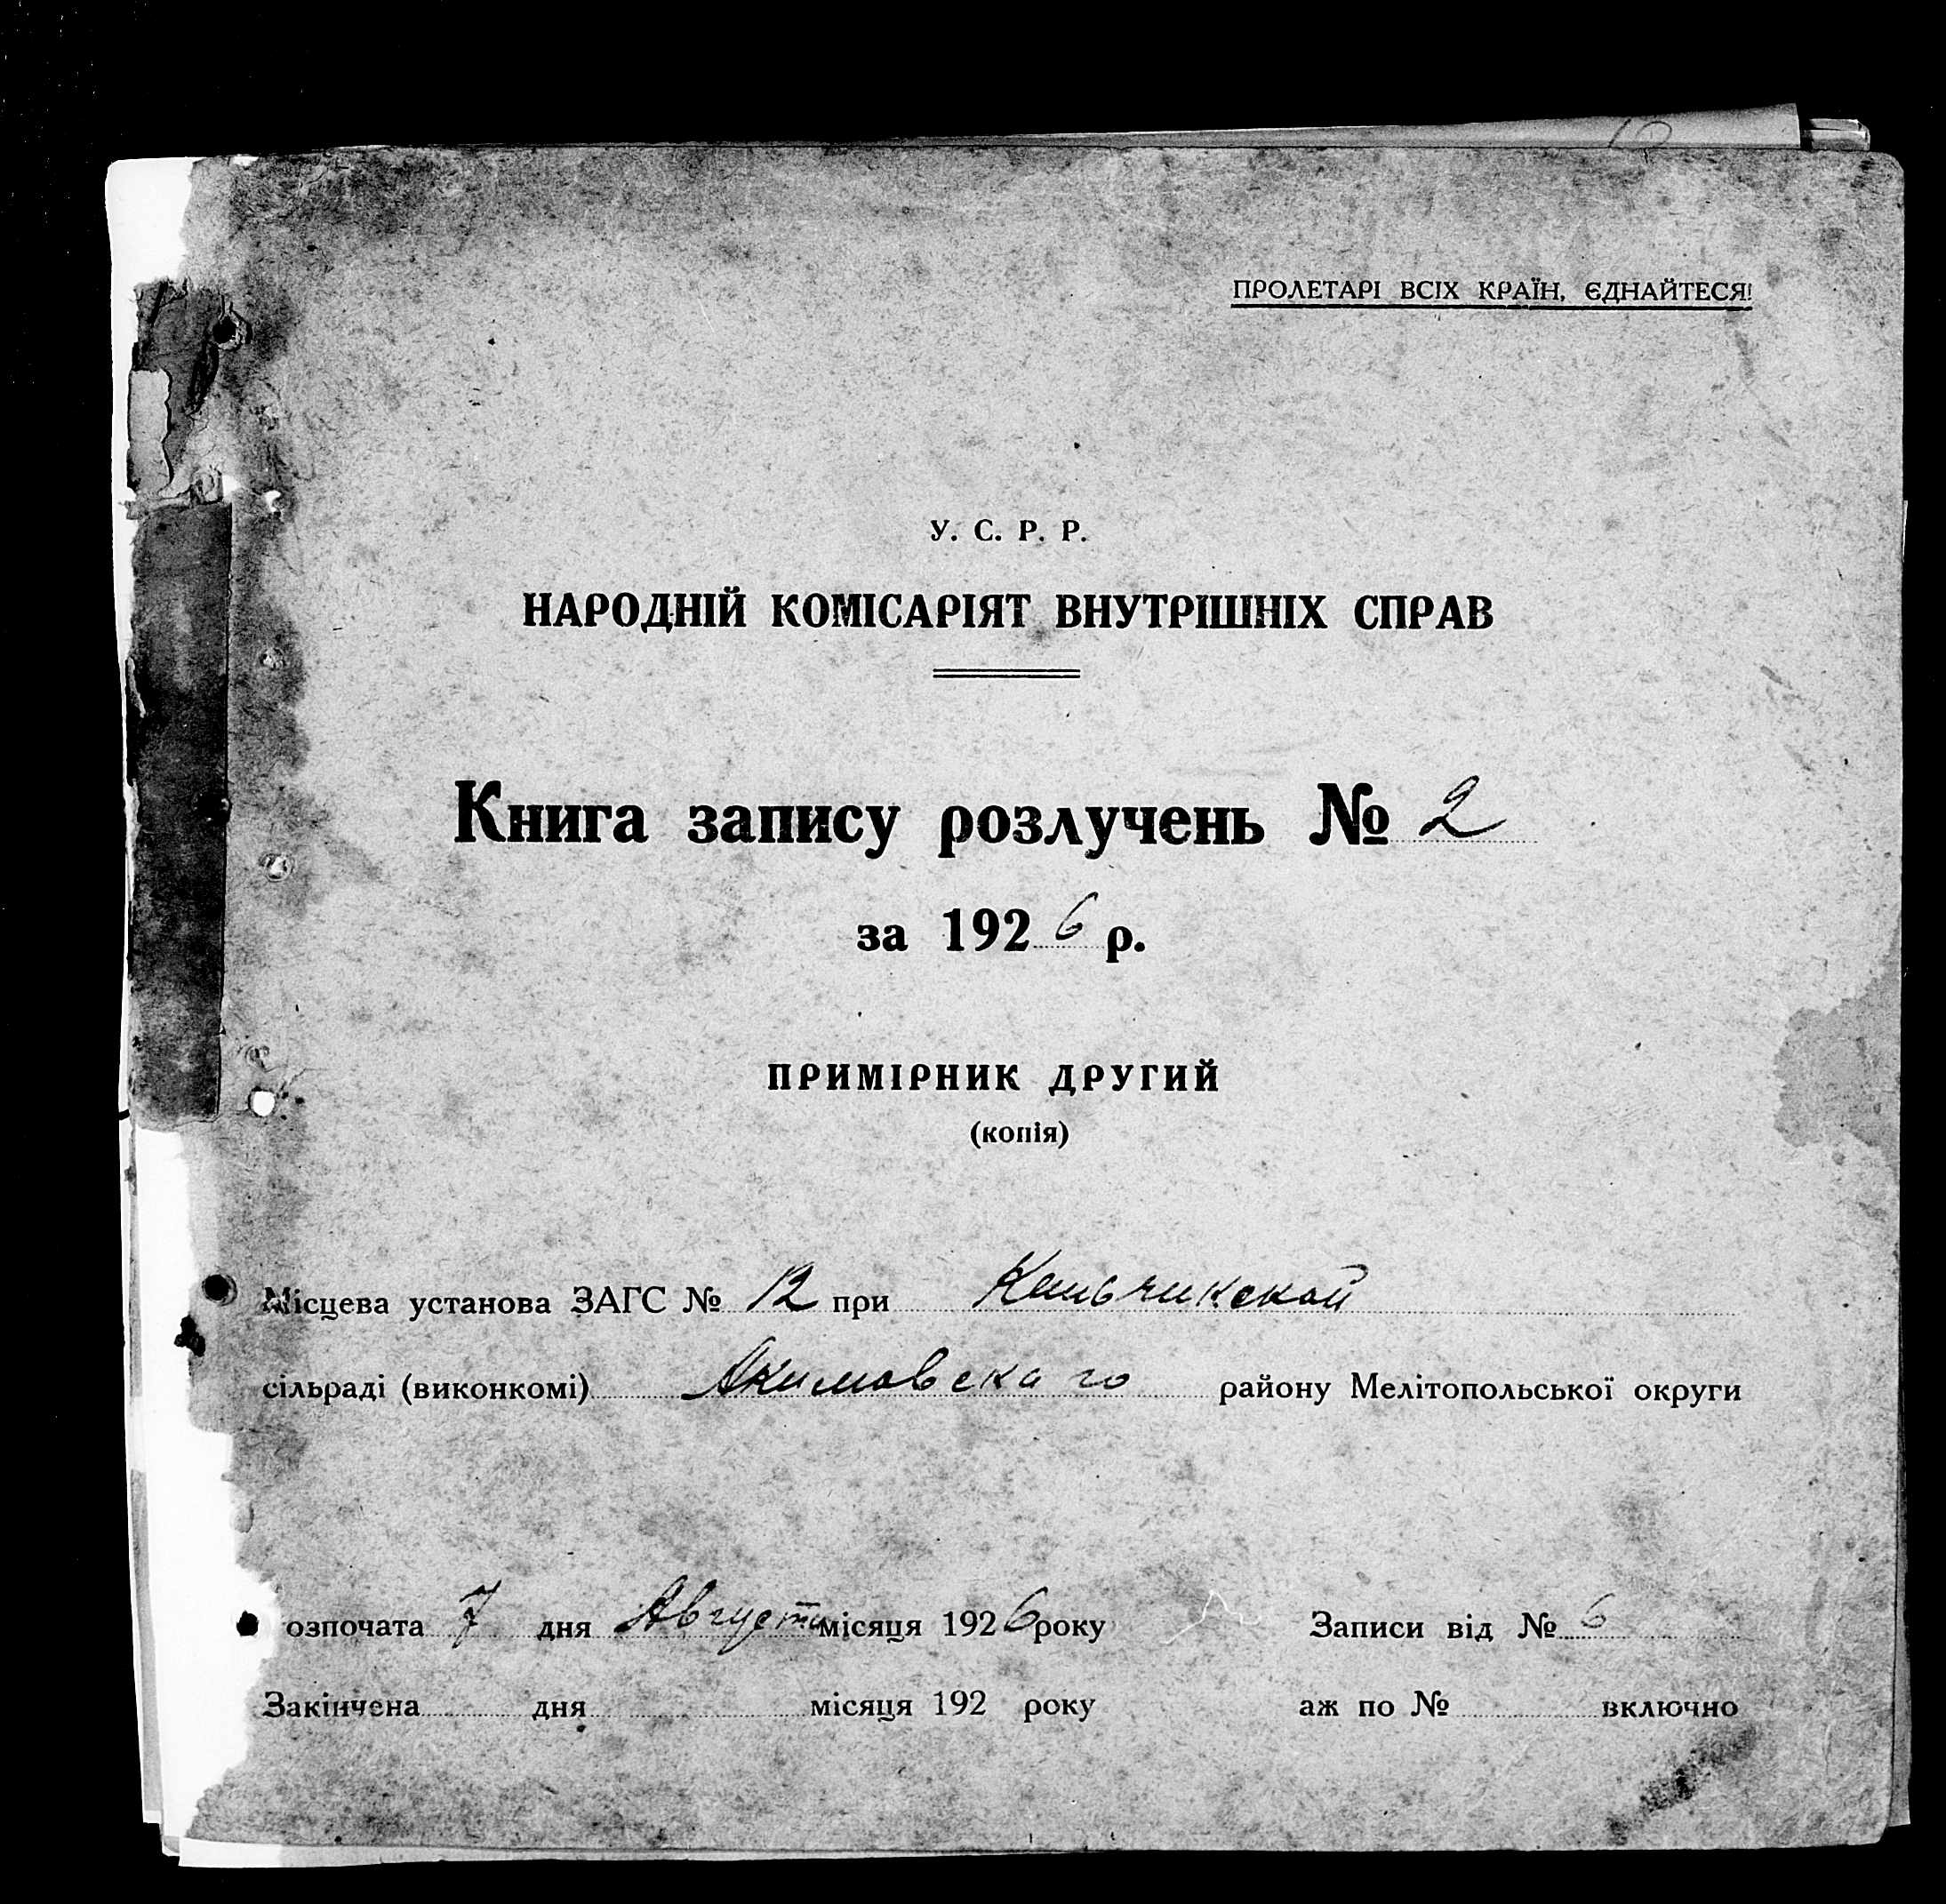 ПРОЛЕТАРІ ВСІХ КРАЇН, ЄДНАЙТЕСЯ!
У. С. Р. Р.
НАРОДНІЙ КОМІСАРІЯТ ВНУТРІШНІХ СПРАВ
Книга запису розлучень № 2
за 1926 р.
ПРИМІРНИК ДРУГИЙ
(копія)
Місцева установа ЗАГС № 12 при
сільраді (виконкомі) Акимовскаго району Мелітопольської округи
озпочата 7 дня Августа місяця 1926 року Записи від № 6
Закінчена дня місяця 192 року аж по № включно